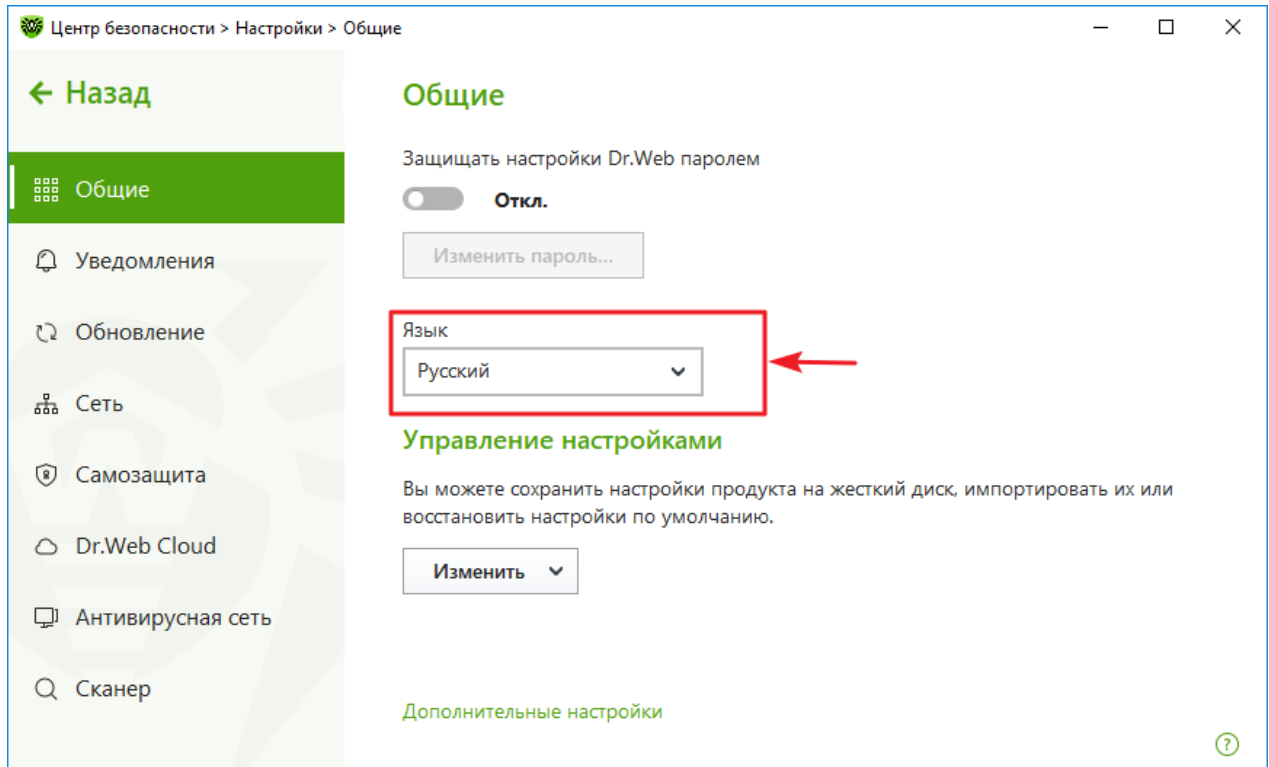 Центр безопасности > Настройки > Общие
Назад
Общие
Уведомления
Обновление
Сеть
Самозащита
Dr.Web Cloud
Антивирусная сеть
Сканер
Общие
Защищать настройки Dr.Web паролем
Откл.
Изменить пароль...
Язык
Русский
Управление настройками
Вы можете сохранить настройки продукта на жесткий диск, импортировать их или
восстановить настройки по умолчанию.
Изменить
Дополнительные настройки
?